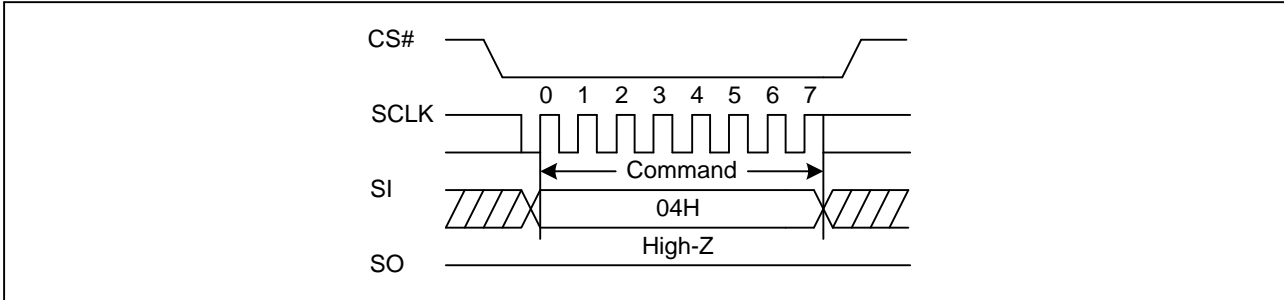 CS#
0 1 2 3 4 5 6 7
SCLK
Command
SI
04H
High-Z
SO